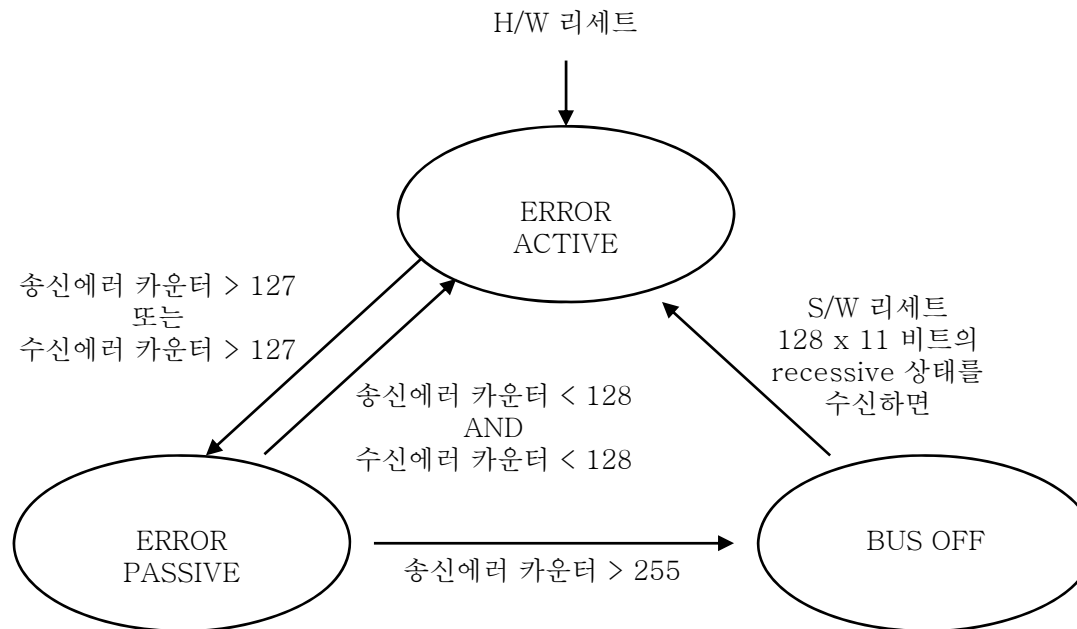 H/W 리세트
ERROR
ACTIVE
송신에러 카운터 > 127
또는
수신에러 카운터 > 127
S/W 리세트
128 x 11 비트의
recessive 상태를
수신하면
송신에러 카운터 < 128
AND
수신에러 카운터 < 128
ERROR
PASSIVE
송신에러 카운터 > 255
BUS OFF